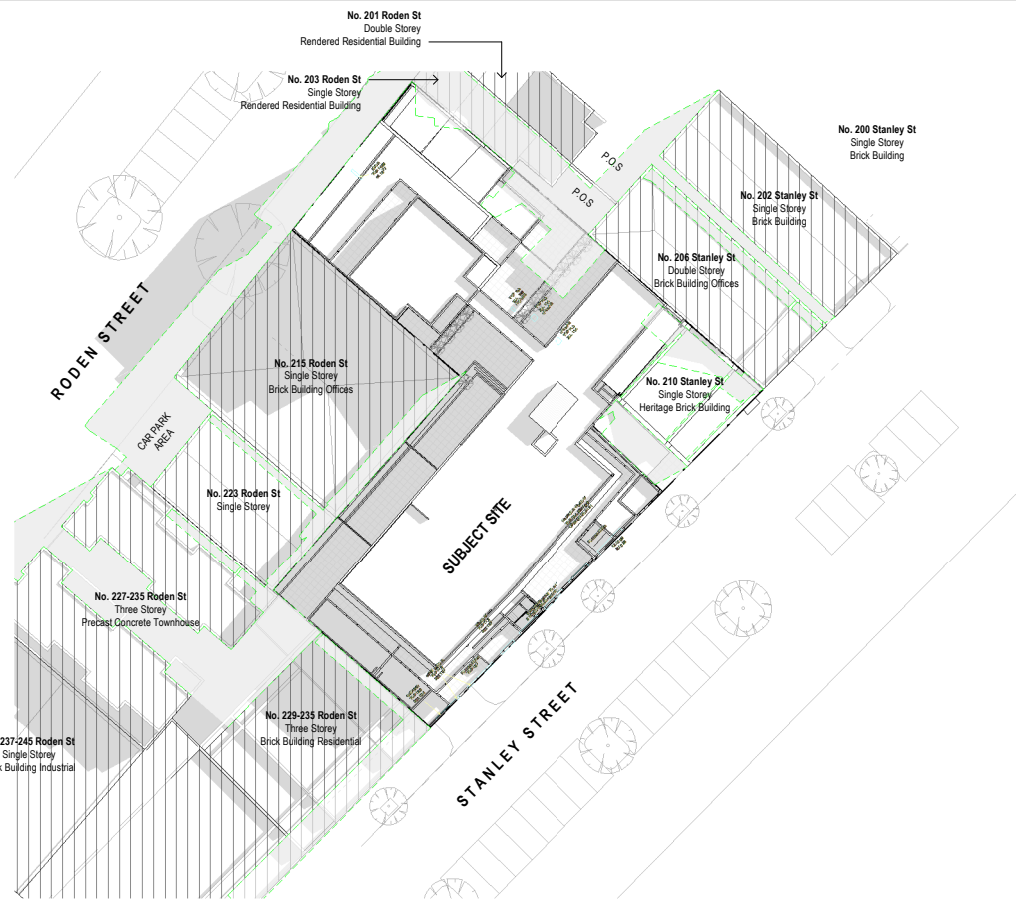 No. 201 Roden St
Double Storey
Rendered Residential Building
No. 203 Roden St
Single Storey
Rendered Residential Building
No. 200 Stanley St
Single Storey
Brick Building
P.O.S
P.O.S
No. 202 Stanley St
Single Storey
Brick Building
No. 206 Stanley St
Double Storey
Brick Building Offices
RODEN STREET
No. 215 Roden St
Single Storey
Brick Building Offices
No. 210 Stanley St
Single Storey
Heritage Brick Building
CAR PARK
AREA
No. 223 Roden St
Single Storey
SUBJECT SITE
No. 227-235 Roden St
Three Storey
Precast Concrete Townhouse
No. 229-235 Roden St
Three Storey
Brick Building Residential
237-245 Roden St
Single Storey
k Building Industrial
STANLEY STREET